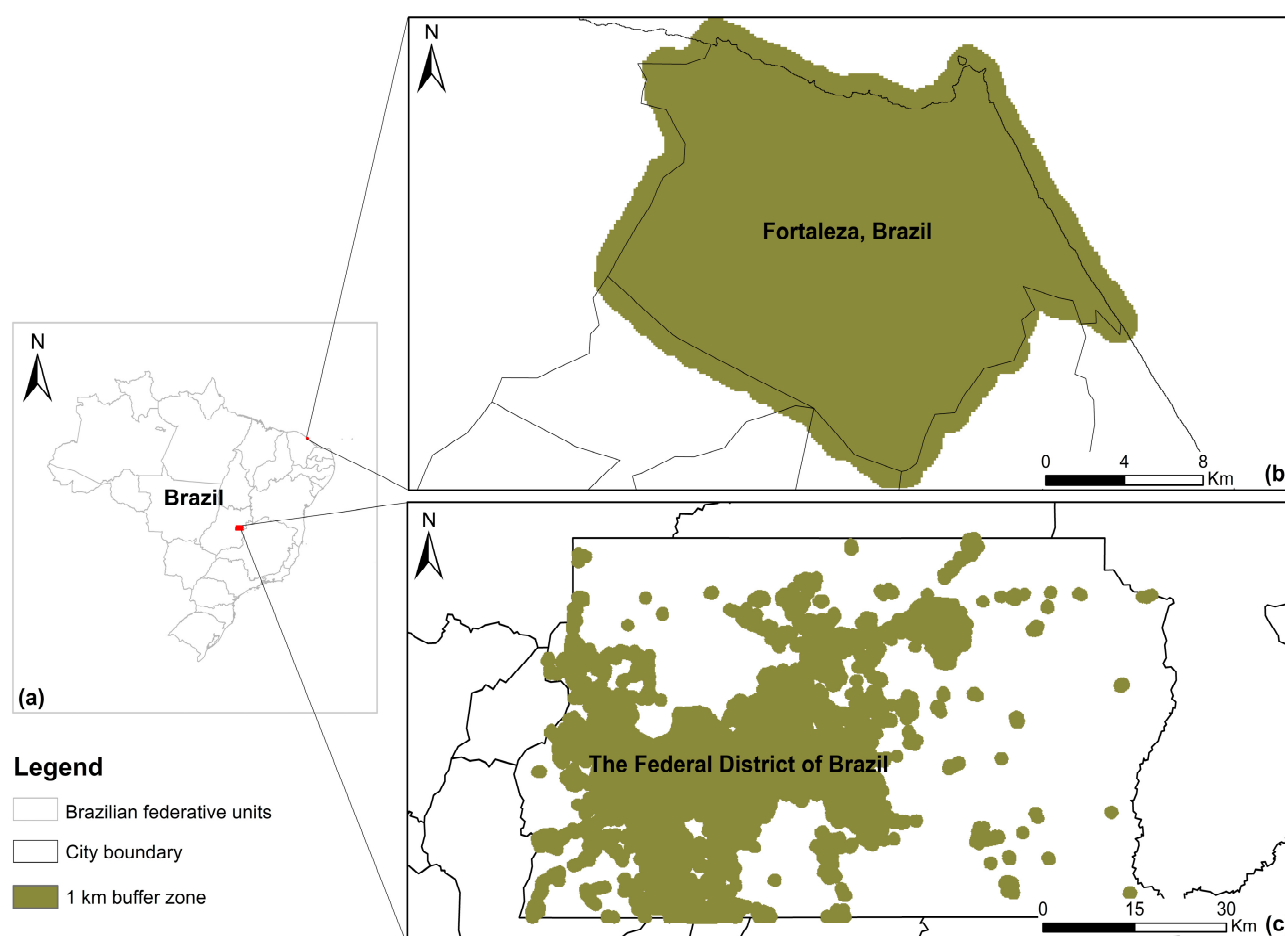 N
Fortaleza, Brazil
0 4 8
Km
(b
N
Brazil
(a)
N
The Federal District of Brazil
0 15 30
Km
(c
Legend
Brazilian federative units
City boundary
1 km buffer zone